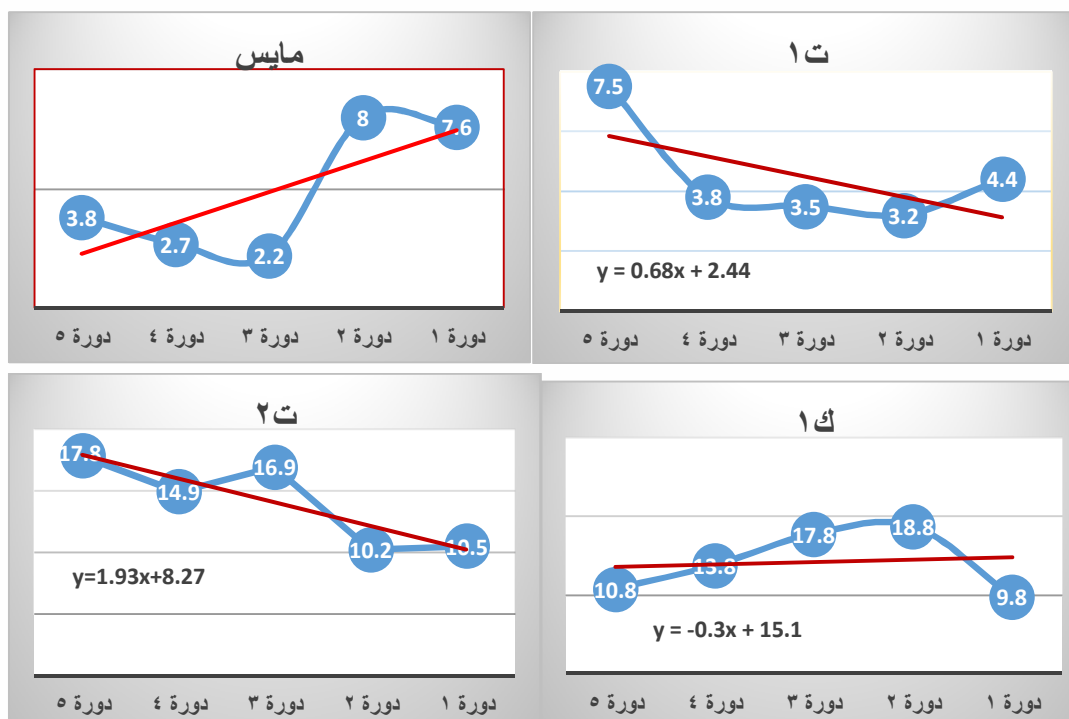 مايس
8
7.6
3.8
2.7
2.2
دورة ٥ دورة ٤ دورة ٣ دورة ٢ دورة ١
ت١
7.5
3.8
3.5
3.2
4.4
y = 0.68x + 2.44
دورة ٥ دورة ٤ دورة ٣ دورة ٢ دورة ١
ت٢
17.8
14.9
16.9
10.2
10.5
y=1.93x+8.27
دورة ٥ دورة ٤ دورة ٣ دورة ٢ دورة ١
ك١
10.8
13.8
17.8
18.8
9.8
y = -0.3x + 15.1
دورة ٥ دورة ٤ دورة ٣ دورة ٢ دورة ١